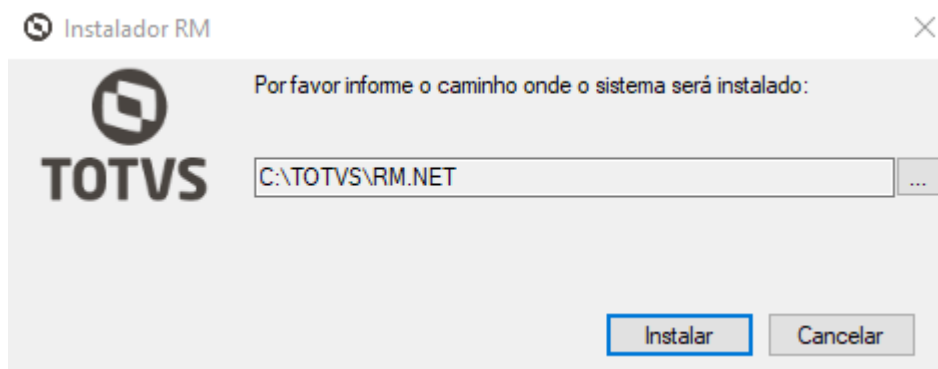 Instalador RM
Por favor informe o caminho onde o sistema será instalado:
TOTVS
C:\TOTVS\RM.NET
...
Instalar
Cancelar